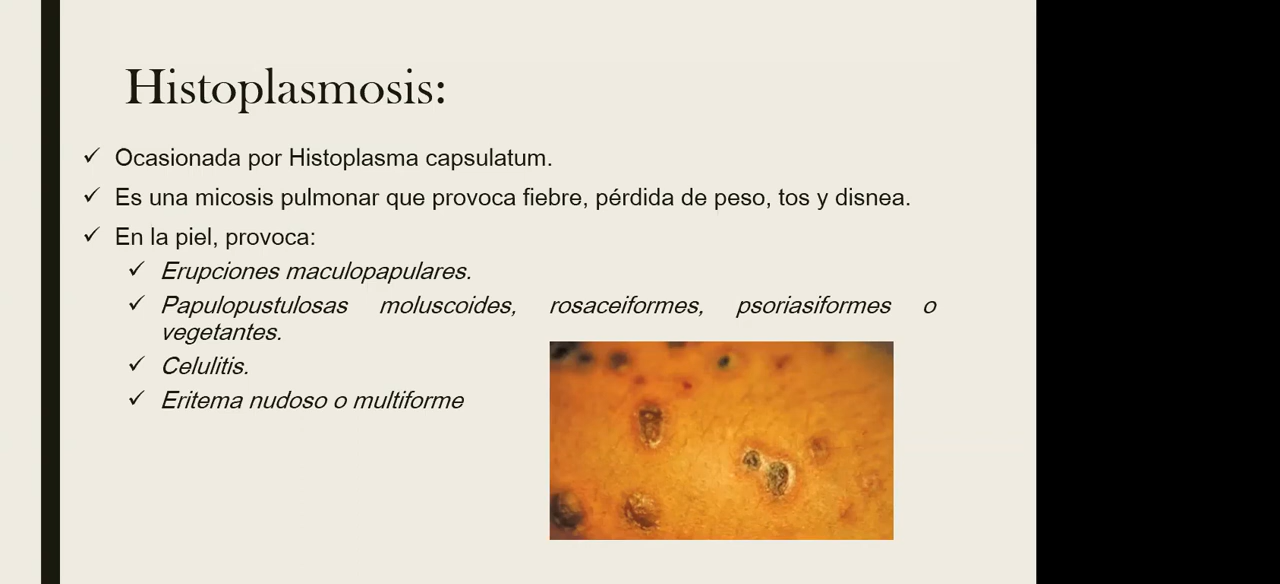 Histoplasmosis:
Ocasionada por Histoplasma capsulatum.
Es una micosis pulmonar que provoca fiebre, pérdida de peso, tos y disnea.
En la piel, provoca:
Erupciones maculopapulares.
Papulopustulosas moluscoides, rosaceiformes, psoriasiformes o
vegetantes.
Celulitis.
Eritema nudoso o multiforme